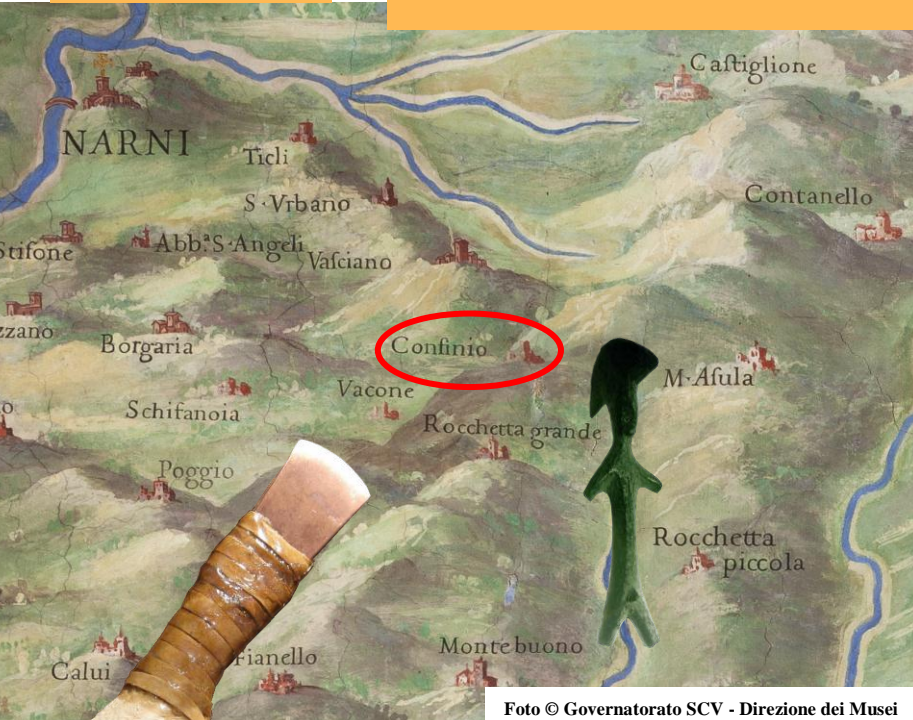 Caſtiglione
NARNI
Ticli
Contanello
S·Vrbano
Stifone
Abb.ª S·Angeli
Vaſciano
zzano
Borgaria
Confinio
M·Aſula
Vacone
Schifanoia
Rocchetta grande
Poggio
Rocchetta
piccola
Montebuono
Fianello
Calui
Foto © Governatorato SCV - Direzione dei Musei